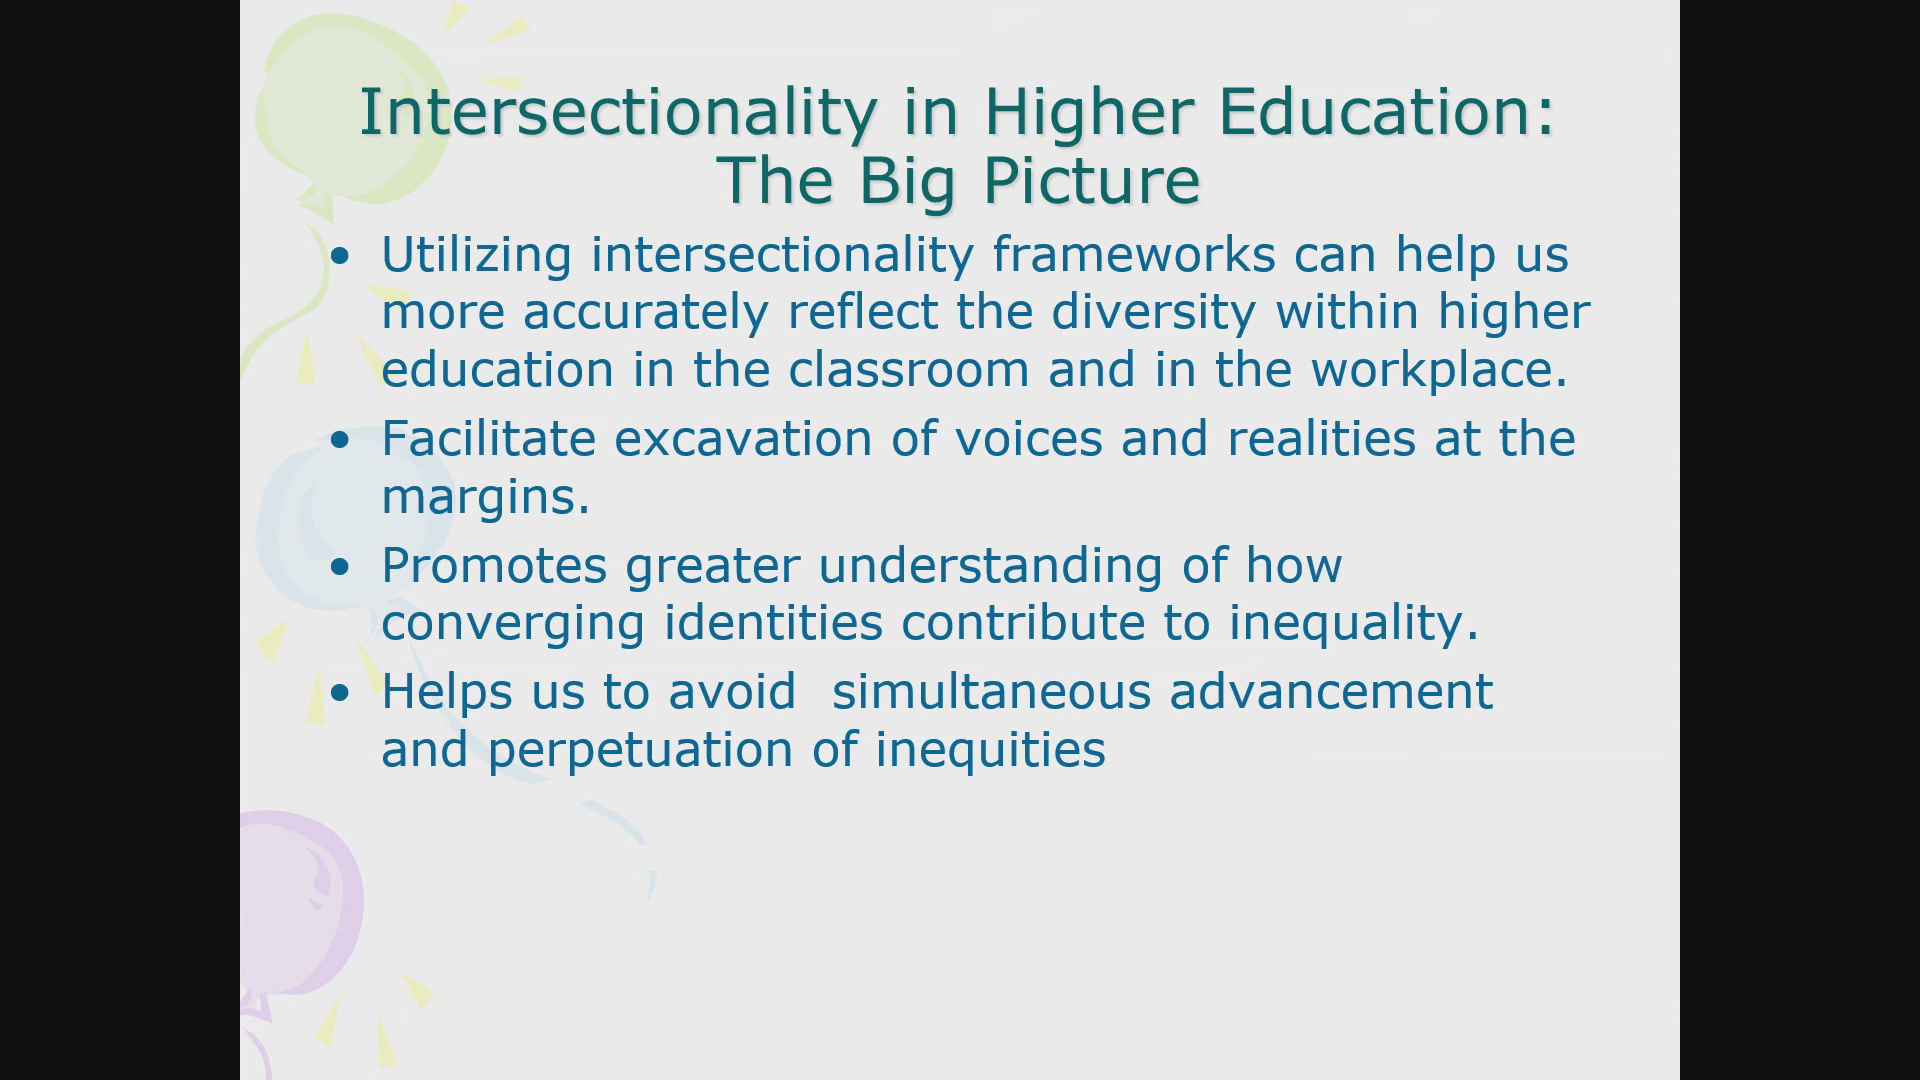 Intersectionality in Higher Education:
The Big Picture
• Utilizing intersectionality frameworks can help us
more accurately reflect the diversity within higher
education in the classroom and in the workplace.
• Facilitate excavation of voices and realities at the
margins.
• Promotes greater understanding of how
converging identities contribute to inequality.
• Helps us to avoid  simultaneous advancement
and perpetuation of inequities